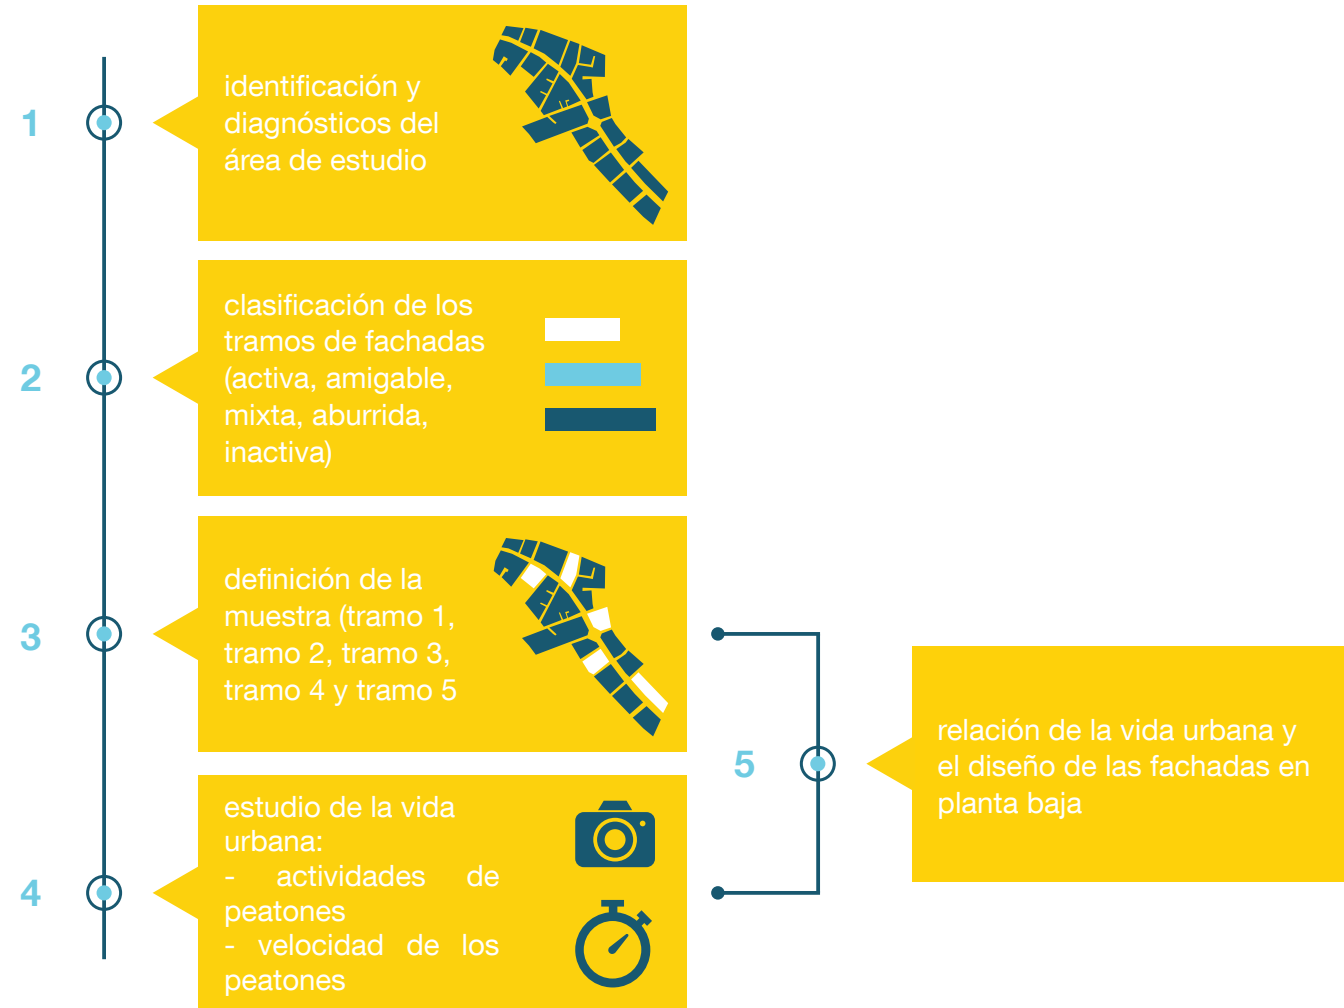 1
identificación y
diagnósticos del
área de estudio
2
clasificación de los
tramos de fachadas
(activa, amigable,
mixta, aburrida,
inactiva)
3
definición de la
muestra (tramo 1,
tramo 2, tramo 3,
tramo 4 y tramo 5
4
estudio de la vida
urbana:
- actividades de
peatones
- velocidad de los
peatones
5
relación de la vida urbana y
el diseño de las fachadas en
planta baja